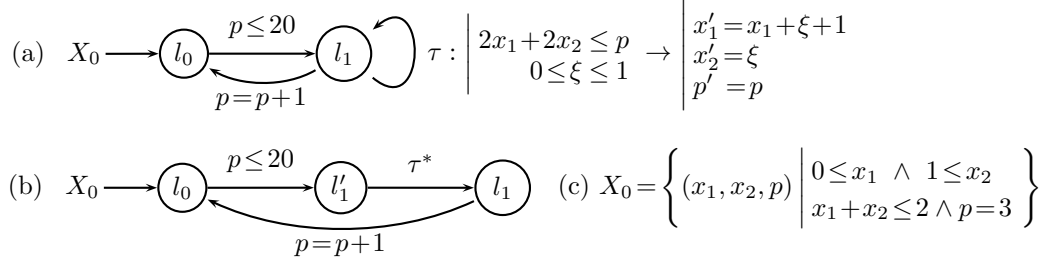 (a) X₀ l₀ p≤20 l₁ p=p+1 τ : 2x₁+2x₂ ≤ p 0≤ξ≤1 → x′₁=x₁+ξ+1
x′₂=ξ
p′ =p
(b) X₀ l₀ p≤20 l′₁ τ* l₁ p=p+1
(c) X₀={(x₁, x₂, p) | 0≤x₁ ∧ 1≤x₂
x₁+x₂≤2 ∧ p=3}